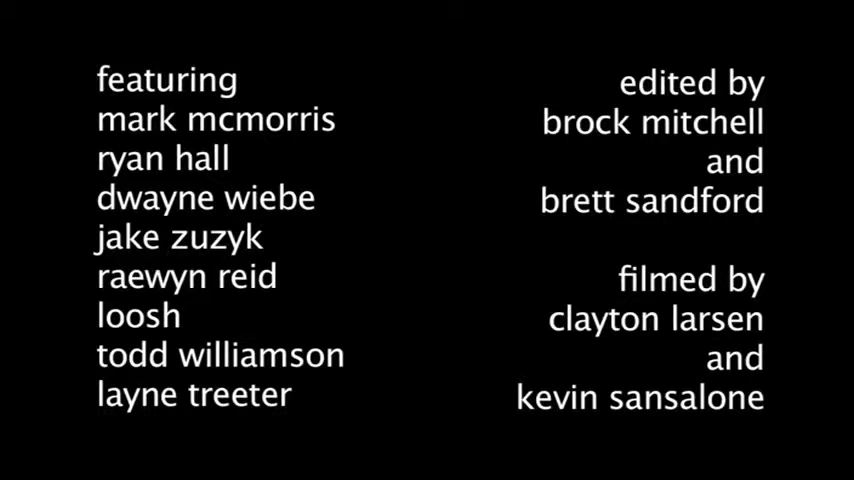 featuring
mark mcmorris
ryan hall
dwayne wiebe
jake zuzyk
raewyn reid
loosh
todd williamson
layne treeter
edited by
brock mitchell
and
brett sandford
filmed by
clayton larsen
and
kevin sansalone